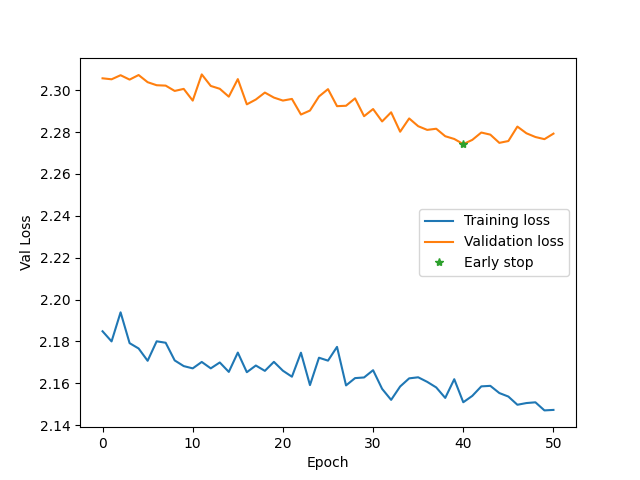 2.30
2.28
2.26
2.24
2.22
2.20
2.18
2.16
2.14
Val Loss
Training loss
Validation loss
Early stop
0 10 20 30 40 50
Epoch